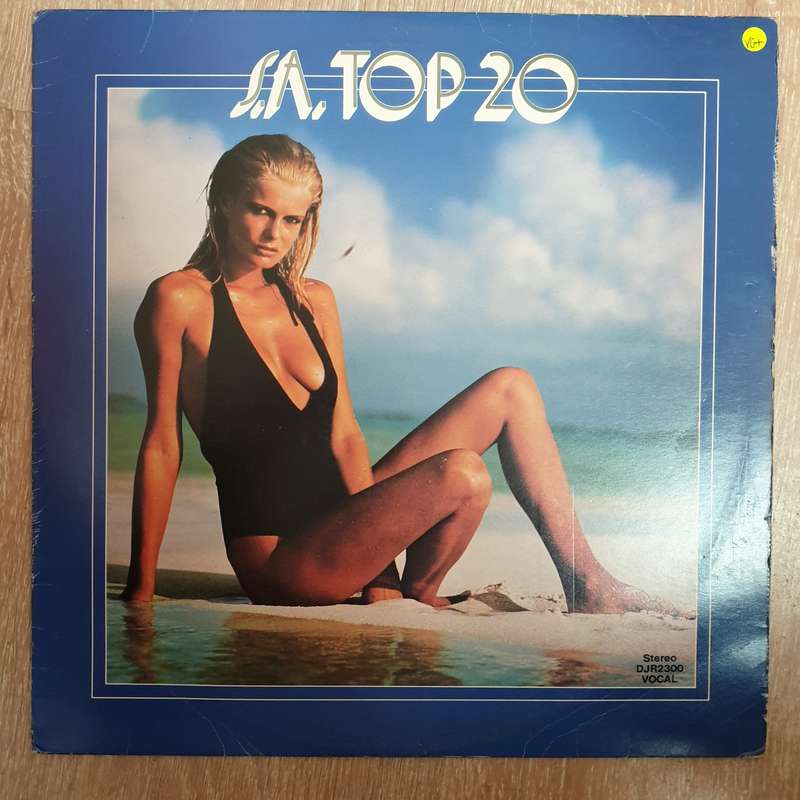 VG+
S.A. TOP 20
Stereo
DJR2300
VOCAL